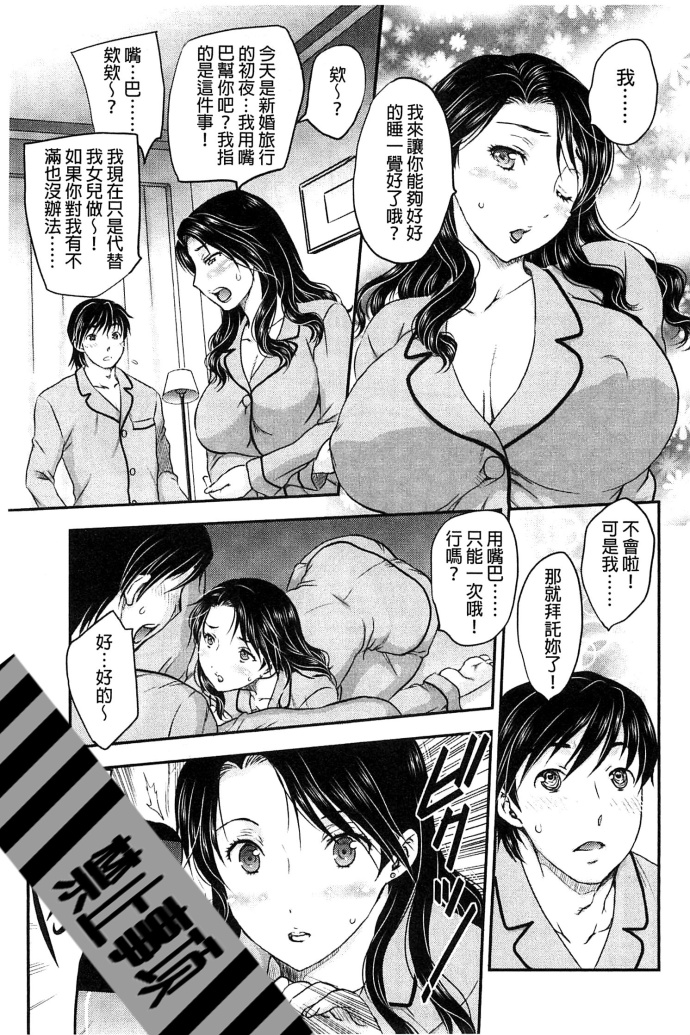 我……
我來讓你能夠好好
的睡一覺好了哦？
欸～？
今天是新婚旅行
的初夜…我用嘴
巴幫你吧？我指
的是這件事！
嘴…巴……
欸欸～？
我現在只是代替
我女兒做～！
如果你對我有不
滿也沒辦法……
不會啦！
可是我…
那就拜託妳了！
用嘴巴……
只能一次哦！
行嗎？
好…好的～
ビクッ